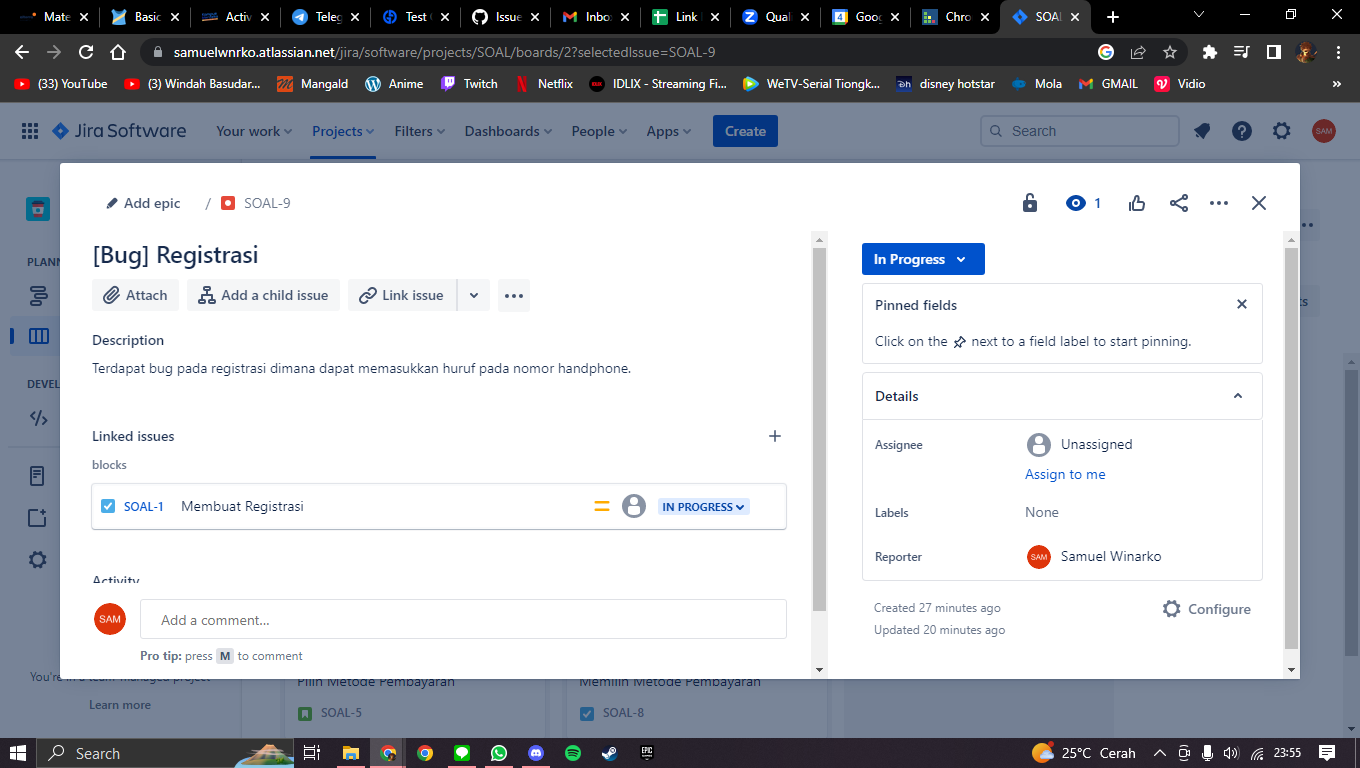 Mate
Basic
Activ
Teleg
Test
Issue
Inbo
Link
Quali
Goog
Chro
SOAL
samuelwnrko.atlassian.net/jira/software/projects/SOAL/boards/2?selectedIssue=SOAL-9
(33) YouTube
(3) Windah Basudar...
Mangald
Anime
Twitch
Netflix
IDLIX - Streaming Fi...
WeTV-Serial Tiongk...
disney hotstar
Mola
GMAIL
Vidio
»
Jira Software
Your work
Projects
Filters
Dashboards
People
Apps
Create
Search
SAM
Add epic
/
SOAL-9
1
[Bug] Registrasi
In Progress
PLANN
Attach
Add a child issue
Link issue
Pinned fields
Click on the next to a field label to start pinning.
Description
Terdapat bug pada registrasi dimana dapat memasukkan huruf pada nomor handphone.
DEVEL
Details
Linked issues
blocks
Assignee
Unassigned
Assign to me
SOAL-1
Membuat Registrasi
IN PROGRESS
Labels
None
Reporter
SAM
Samuel Winarko
Activity
SAM
Add a comment...
Created 27 minutes ago
Configure
Updated 20 minutes ago
Pro tip: press M to comment
You're in a team-managed project
Learn more
Pilih Metode Pembayaran
SOAL-5
Memilih Metode Pembayaran
SOAL-8
Search
EPIC
25°C Cerah
23:55